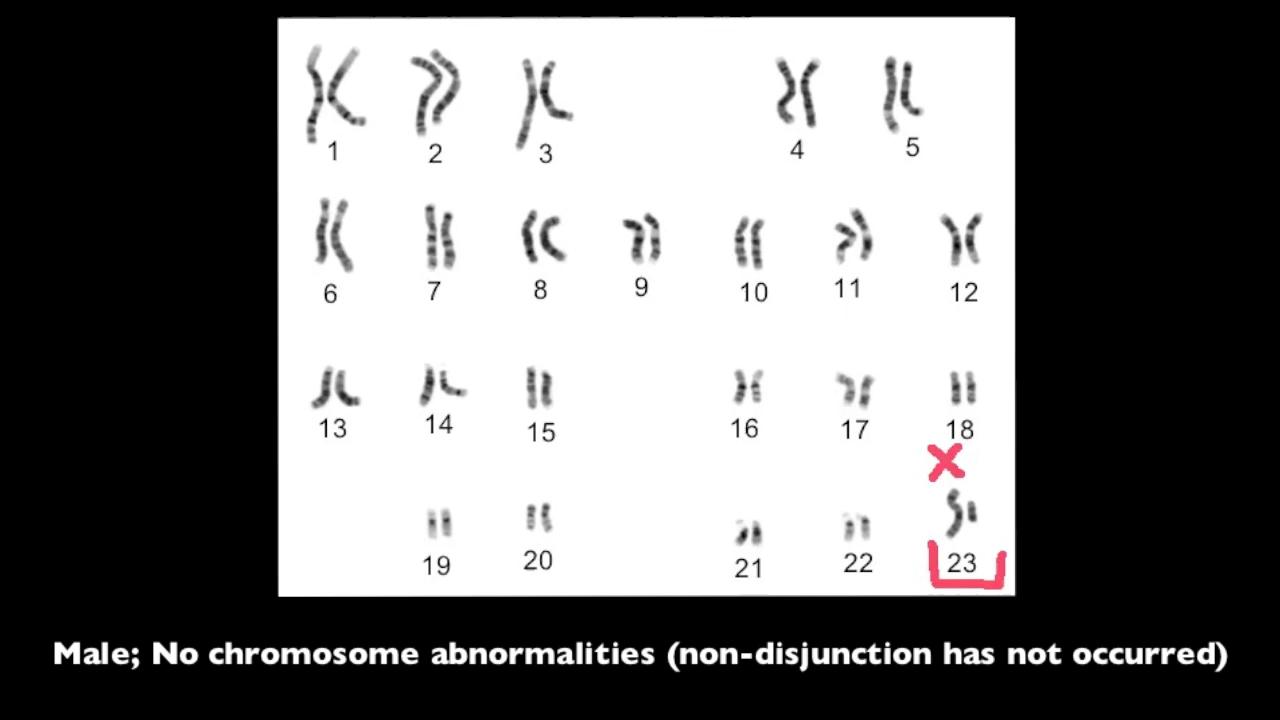 1 2 3 4 5
6 7 8 9 10 11 12
13 14 15 16 17 18
X
19 20 21 22 23
Male; No chromosome abnormalities (non-disjunction has not occurred)